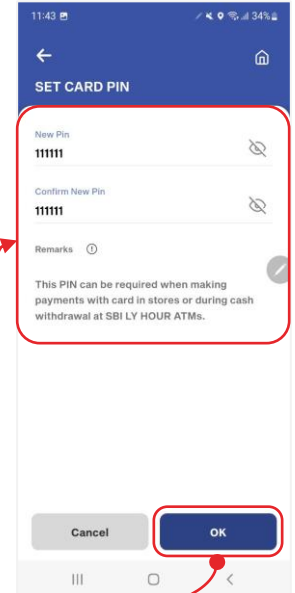 11:43 34%
SET CARD PIN
New Pin
111111
Confirm New Pin
111111
Remarks
This PIN can be required when making
payments with card in stores or during cash
withdrawal at SBI LY HOUR ATMs.
Cancel OK